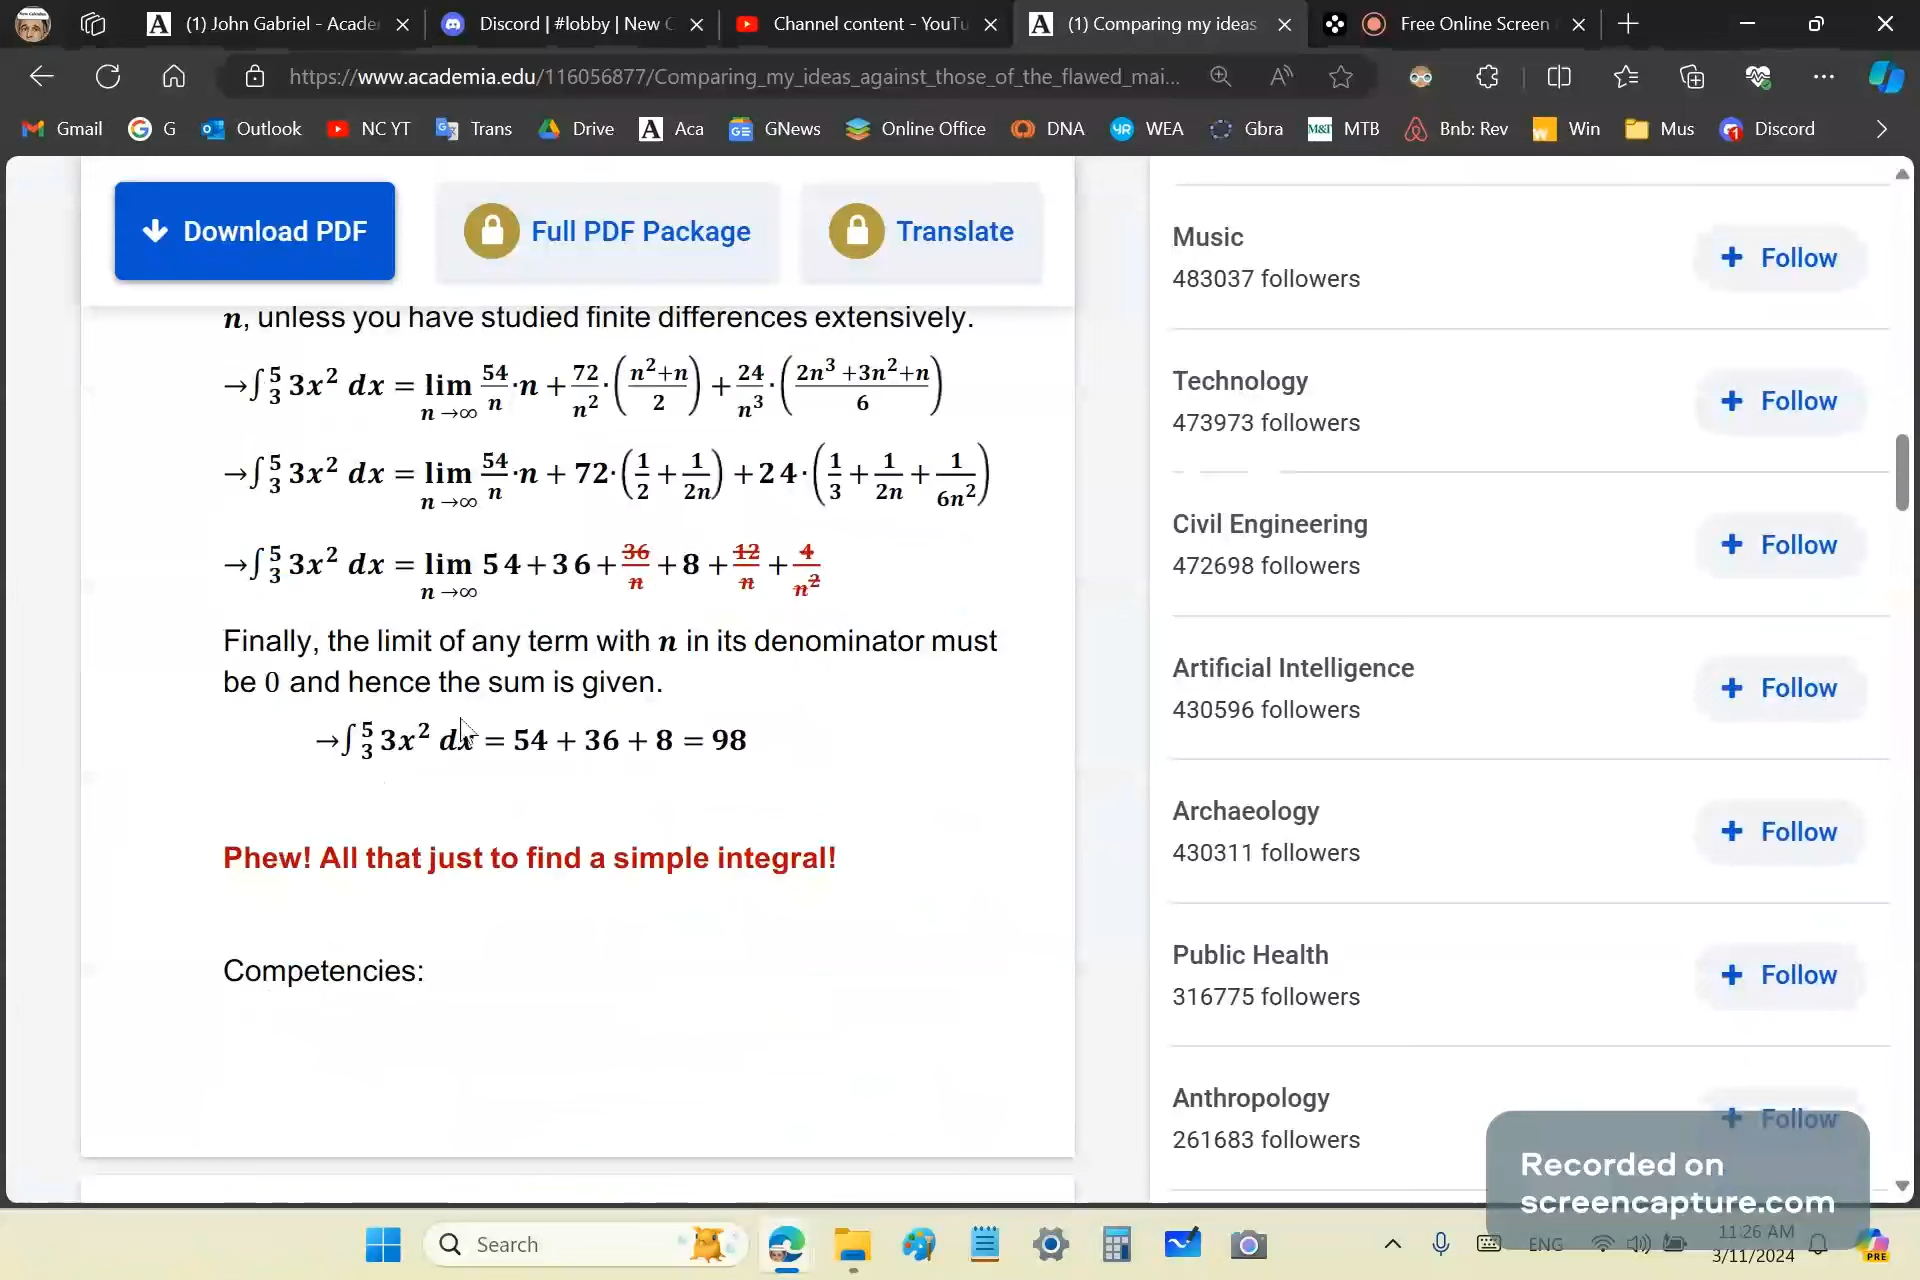 (1) John Gabriel - Acade
Discord | #lobby | New C
Channel content - YouTu
(1) Comparing my ideas
Free Online Screen
https://www.academia.edu/116056877/Comparing_my_ideas_against_those_of_the_flawed_mai...
Gmail G Outlook NC YT Trans Drive Aca GNews Online Office DNA WEA Gbra MTB Bnb: Rev Win Mus Discord
Download PDF
Full PDF Package
Translate
n, unless you have studied finite differences extensively.
→∫₃⁵ 3x² dx = lim n→∞ 54/n ·n + 72/n² ·((n²+n)/2) + 24/n³ ·((2n³ +3n²+n)/6)
→∫₃⁵ 3x² dx = lim n→∞ 54/n ·n + 72·(1/2 + 1/2n) + 24·(1/3 + 1/2n + 1/6n²)
→∫₃⁵ 3x² dx = lim n→∞ 54+36+36/n +8+12/n + 4/n²
Finally, the limit of any term with n in its denominator must
be 0 and hence the sum is given.
→∫₃⁵ 3x² dx = 54 + 36 + 8 = 98
Phew! All that just to find a simple integral!
Competencies:
Music
483037 followers
Follow
Technology
473973 followers
Follow
Civil Engineering
472698 followers
Follow
Artificial Intelligence
430596 followers
Follow
Archaeology
430311 followers
Follow
Public Health
316775 followers
Follow
Anthropology
261683 followers
Follow
Recorded on
screencapture.com
Search
ENG
11:26 AM
3/11/2024
PRE